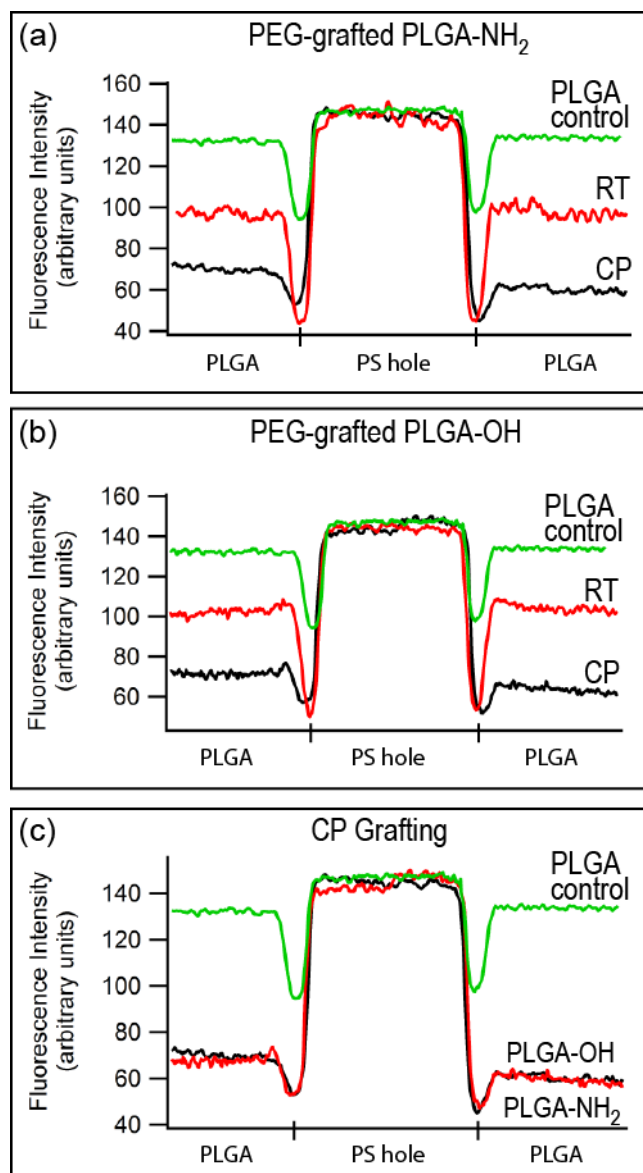 (a) PEG-grafted PLGA-NH₂
160
140
120
100
80
60
40
Fluorescence Intensity
(arbitrary units)
PLGA
control
RT
CP
PLGA PS hole PLGA
(b) PEG-grafted PLGA-OH
160
140
120
100
80
60
Fluorescence Intensity
(arbitrary units)
PLGA
control
RT
CP
PLGA PS hole PLGA
(c) CP Grafting
140
120
100
80
60
40
Fluorescence Intensity
(arbitrary units)
PLGA
control
PLGA-OH
PLGA-NH₂
PLGA PS hole PLGA